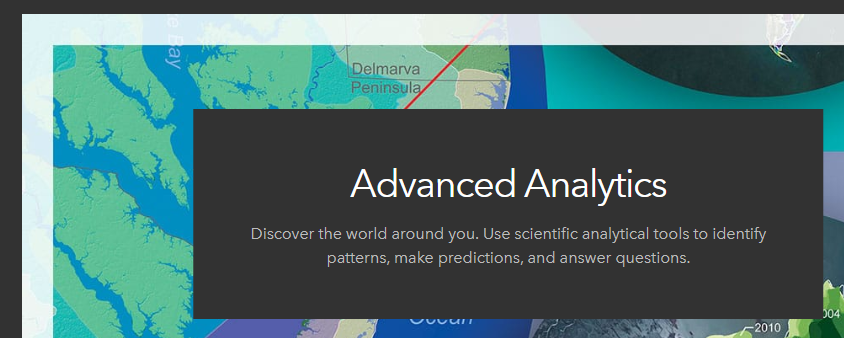 Bay
Delmarva
Peninsula
Advanced Analytics
Discover the world around you. Use scientific analytical tools to identify
patterns, make predictions, and answer questions.
Ocean
2010
004